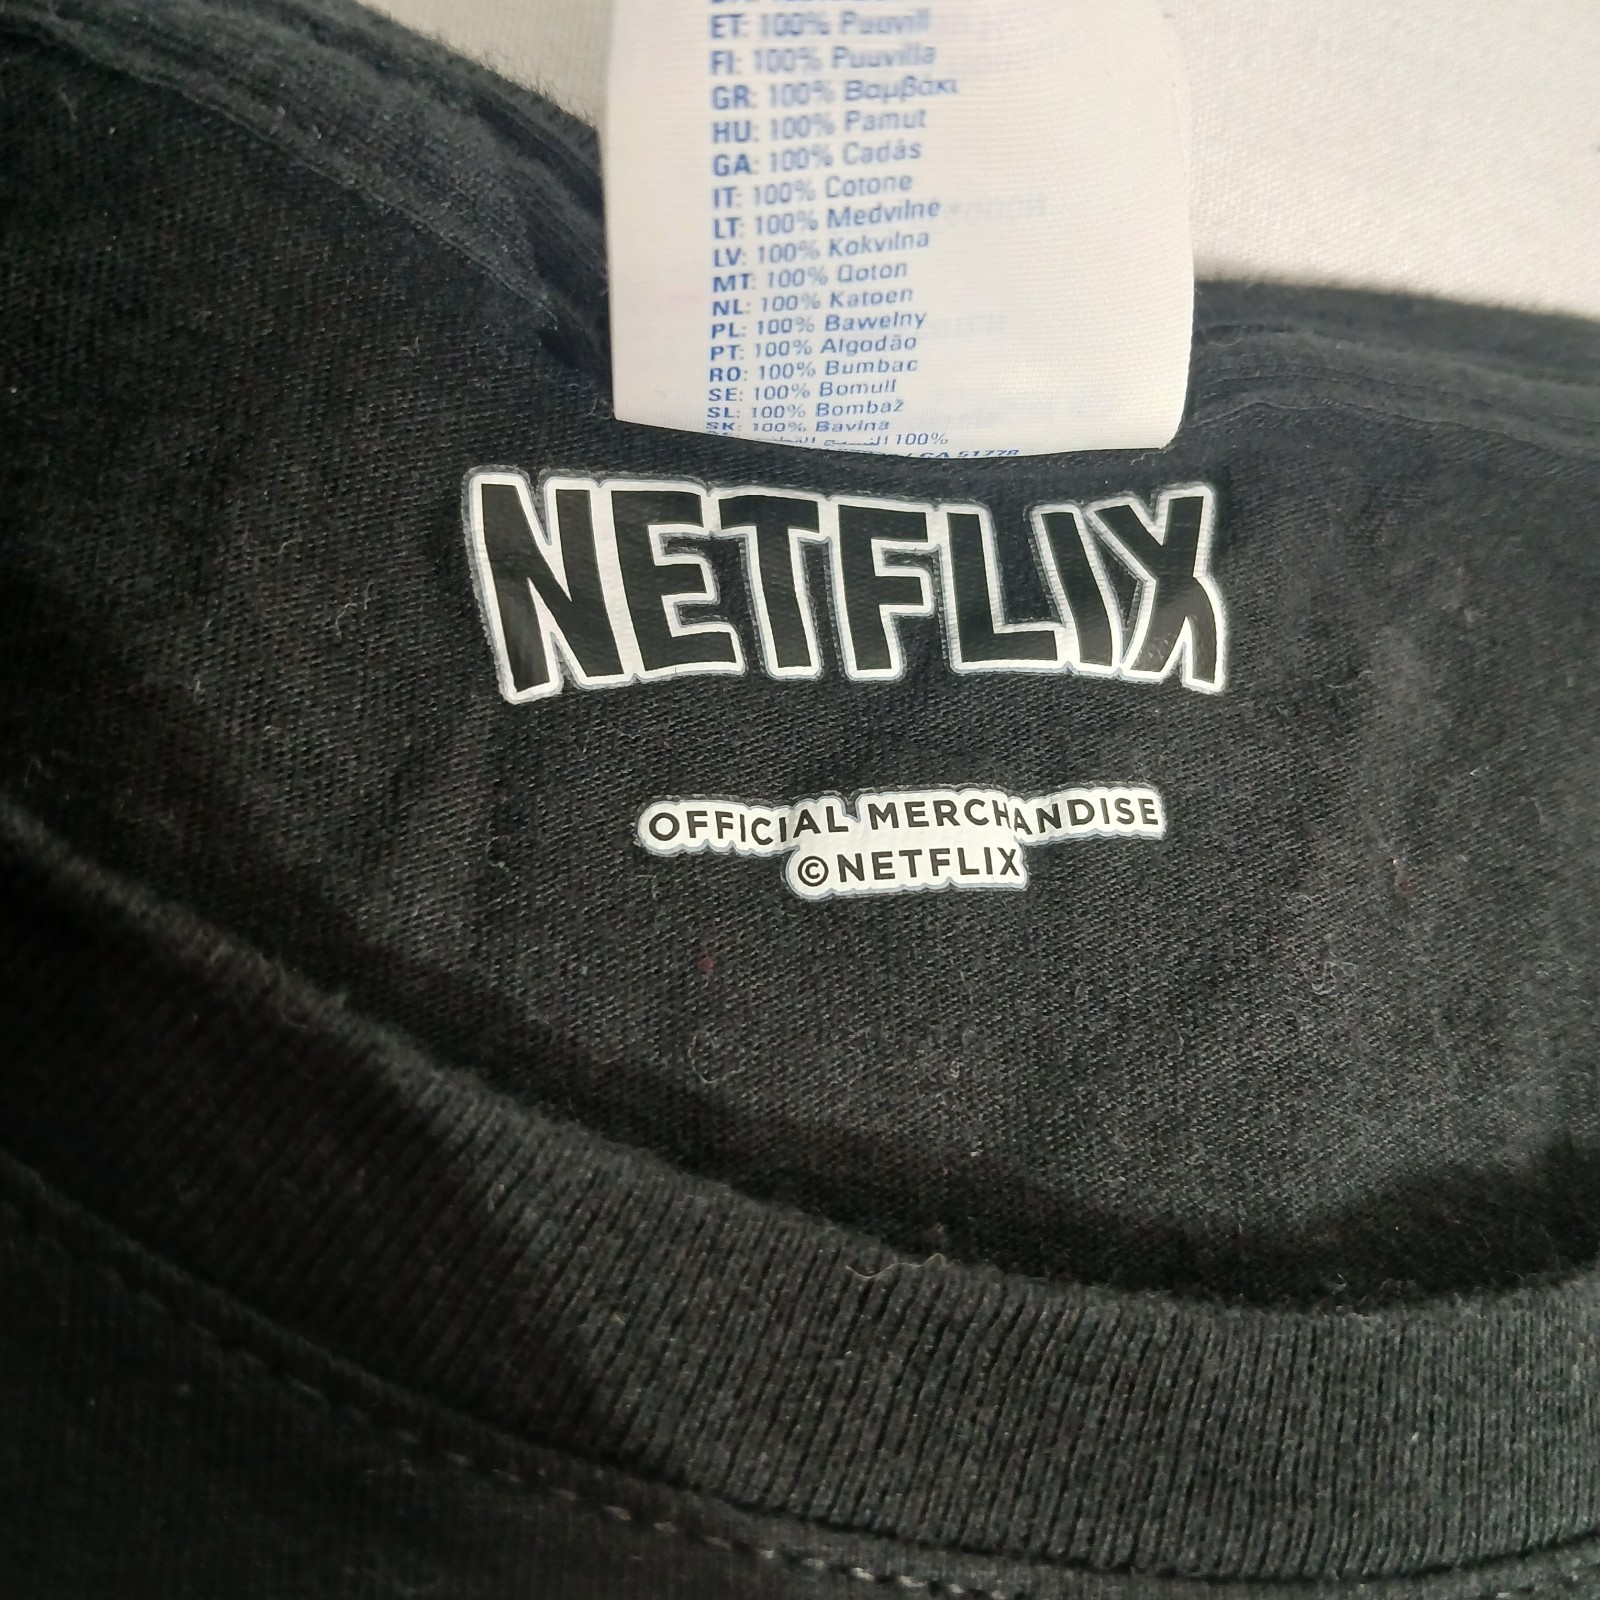 ET: 100% Puuvill
FI: 100% Puuvilla
GR: 100% Βαμβάκι
HU: 100% Pamut
GA: 100% Cadás
IT: 100% Cotone
LT: 100% Medvilnė
LV: 100% Kokvilna
MT: 100% Qoton
NL: 100% Katoen
PL: 100% Bawełny
PT: 100% Algodão
RO: 100% Bumbac
SE: 100% Bomull
SL: 100% Bombaž
SK: 100% Bavlna
100%
NETFLIX
OFFICIAL MERCHANDISE
©NETFLIX